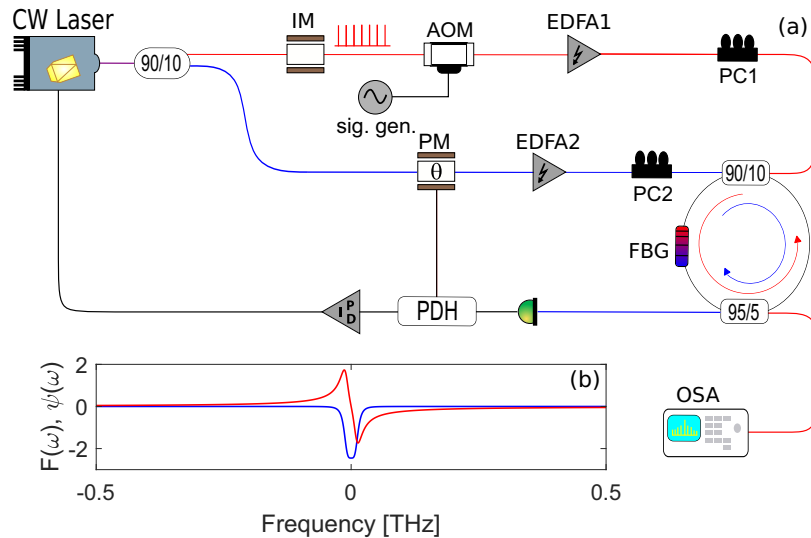 CW Laser
IM
AOM
EDFA1
(a)
90/10
PC1
sig. gen.
PM
EDFA2
θ
PC2
90/10
FBG
P
I
D
PDH
95/5
(b)
F(ω), ψ(ω)
2
0
-2
-0.5
0
0.5
Frequency [THz]
OSA